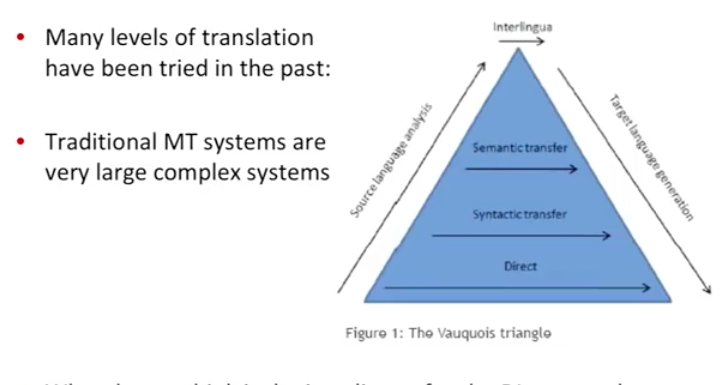 Many levels of translation
have been tried in the past:
Traditional MT systems are
very large complex systems
Interlingua
Source language analysis
Target language generation
Semantic transfer
Syntactic transfer
Direct
Figure 1: The Vauquois triangle